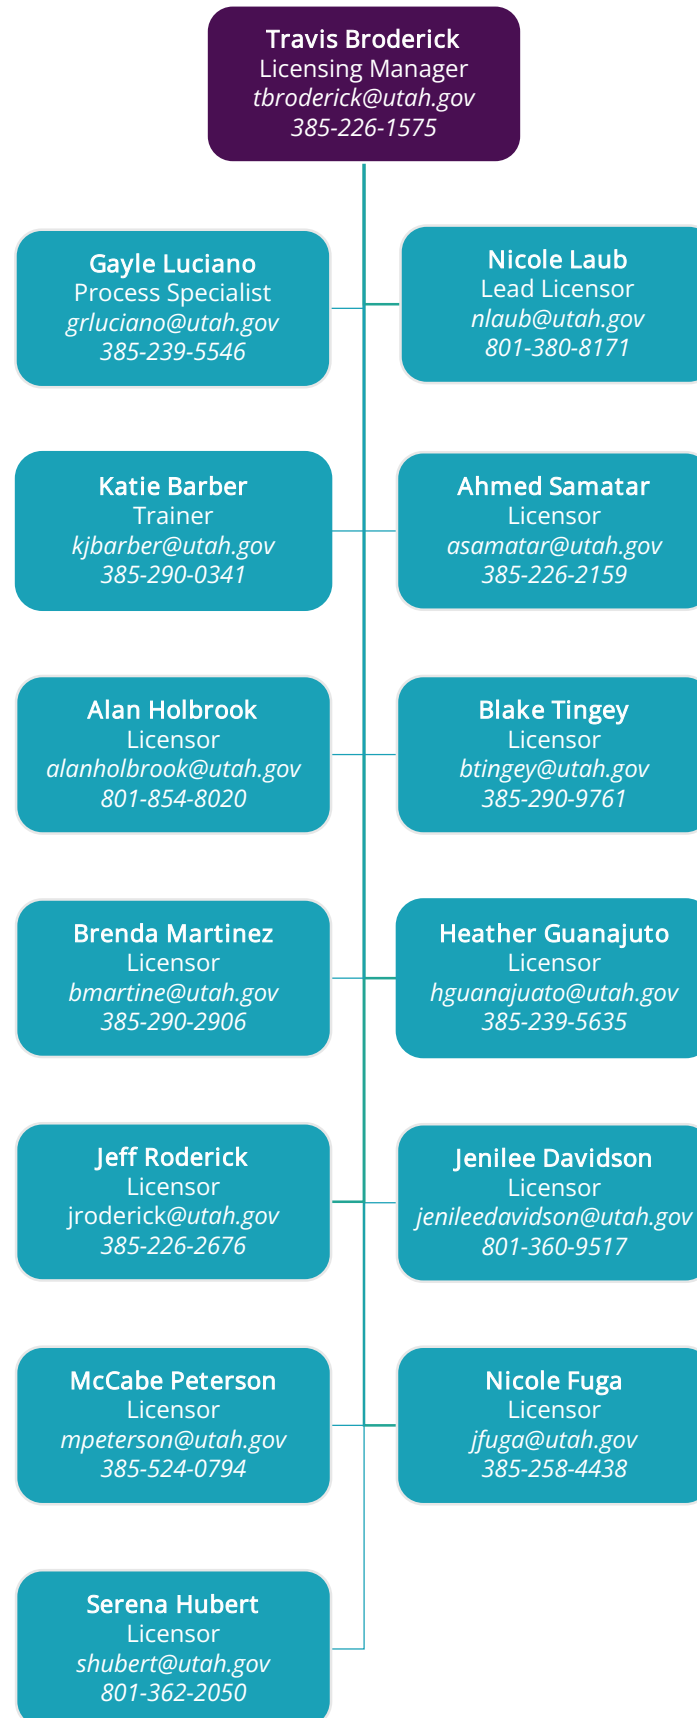 Travis Broderick
Licensing Manager
tbroderick@utah.gov
385-226-1575
Gayle Luciano
Process Specialist
grluciano@utah.gov
385-239-5546
Nicole Laub
Lead Licensor
nlaub@utah.gov
801-380-8171
Katie Barber
Trainer
kjbarber@utah.gov
385-290-0341
Ahmed Samatar
Licensor
asamatar@utah.gov
385-226-2159
Alan Holbrook
Licensor
alanholbrook@utah.gov
801-854-8020
Blake Tingey
Licensor
btingey@utah.gov
385-290-9761
Brenda Martinez
Licensor
bmartine@utah.gov
385-290-2906
Heather Guanajuto
Licensor
hguanajuato@utah.gov
385-239-5635
Jeff Roderick
Licensor
jroderick@utah.gov
385-226-2676
Jenilee Davidson
Licensor
jenileedavidson@utah.gov
801-360-9517
McCabe Peterson
Licensor
mpeterson@utah.gov
385-524-0794
Nicole Fuga
Licensor
jfuga@utah.gov
385-258-4438
Serena Hubert
Licensor
shubert@utah.gov
801-362-2050